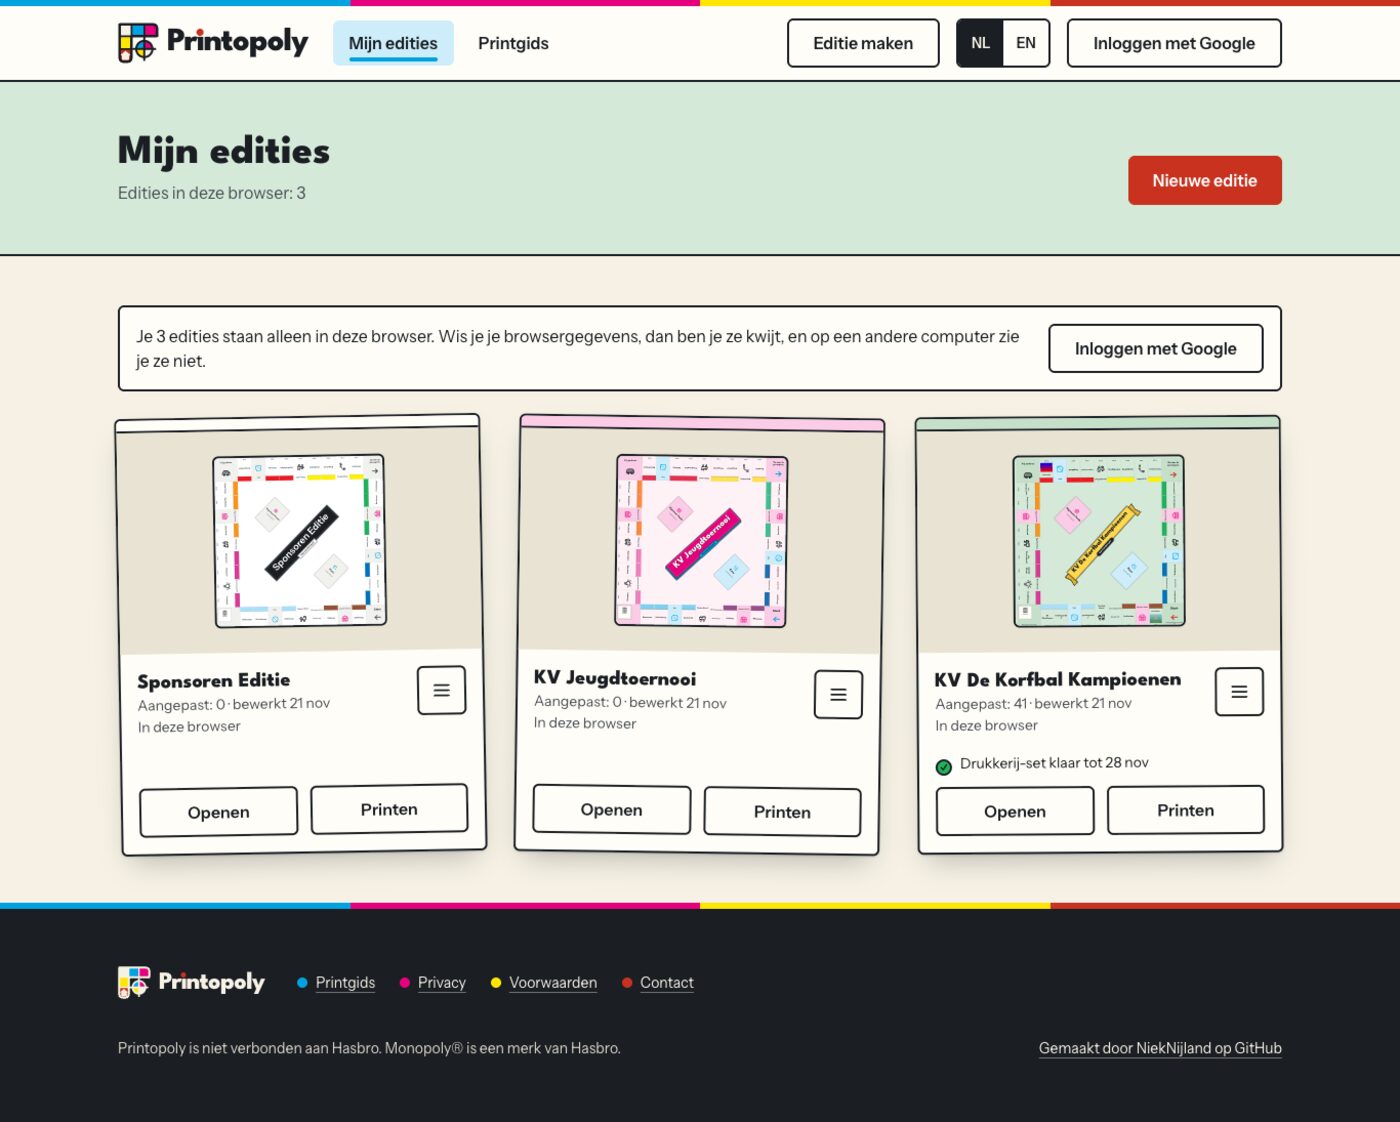 Printopoly
Mijn edities
Printgids
Editie maken
NL
EN
Inloggen met Google
Mijn edities
Edities in deze browser: 3
Nieuwe editie
Je 3 edities staan alleen in deze browser. Wis je je browsergegevens, dan ben je ze kwijt, en op een andere computer zie
je ze niet.
Inloggen met Google
Sponsoren Editie
Sponsoren Editie
Aangepast: 0 · bewerkt 21 nov
In deze browser
Openen
Printen
KV Jeugdtoernooi
KV Jeugdtoernooi
Aangepast: 0 · bewerkt 21 nov
In deze browser
Openen
Printen
KV De Korfbal Kampioenen
KV De Korfbal Kampioenen
Aangepast: 41 · bewerkt 21 nov
In deze browser
Drukkerij-set klaar tot 28 nov
Openen
Printen
Printopoly
Printgids
Privacy
Voorwaarden
Contact
Printopoly is niet verbonden aan Hasbro. Monopoly® is een merk van Hasbro.
Gemaakt door NiekNijland op GitHub